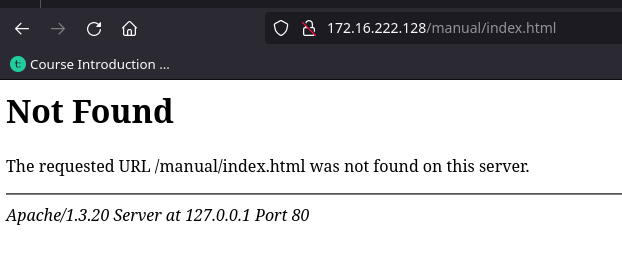 172.16.222.128/manual/index.html
t:
Course Introduction ...
Not Found
The requested URL /manual/index.html was not found on this server.
Apache/1.3.20 Server at 127.0.0.1 Port 80